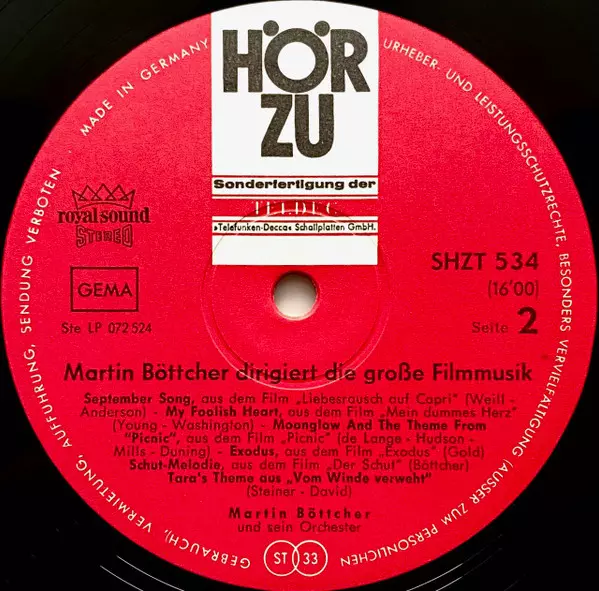 HÖR
ZU
Sonderfertigung der
TELDEC
»Telefunken-Decca« Schallplatten GmbH.
MADE IN GERMANY
URHEBER- UND LEISTUNGSSCHUTZRECHTE, BESONDERS VERVIELFÄLTIGUNG (AUSSER ZUM PERSÖNLICHEN GEBRAUCH), VERMIETUNG, AUFFÜHRUNG, SENDUNG VERBOTEN
royal sound
STEREO
GEMA
Ste LP 072 524
SHZT 534
(16'00)
Seite 2
Martin Böttcher dirigiert die große Filmmusik
September Song, aus dem Film „Liebesrausch auf Capri" (Weill -
Anderson) - My Foolish Heart, aus dem Film „Mein dummes Herz"
(Young - Washington) - Moonglow And The Theme From
"Picnic", aus dem Film „Picnic" (de Lange - Hudson -
Mills - Duning) - Exodus, aus dem Film „Exodus" (Gold)
Schut-Melodie, aus dem Film „Der Schut" (Böttcher)
Tara's Theme aus „Vom Winde verweht"
(Steiner - David)
Martin Böttcher
und sein Orchester
ST 33